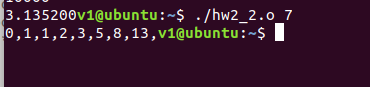 3.135200v1@ubuntu:~$ ./hw2_2.o 7
0,1,1,2,3,5,8,13,v1@ubuntu:~$